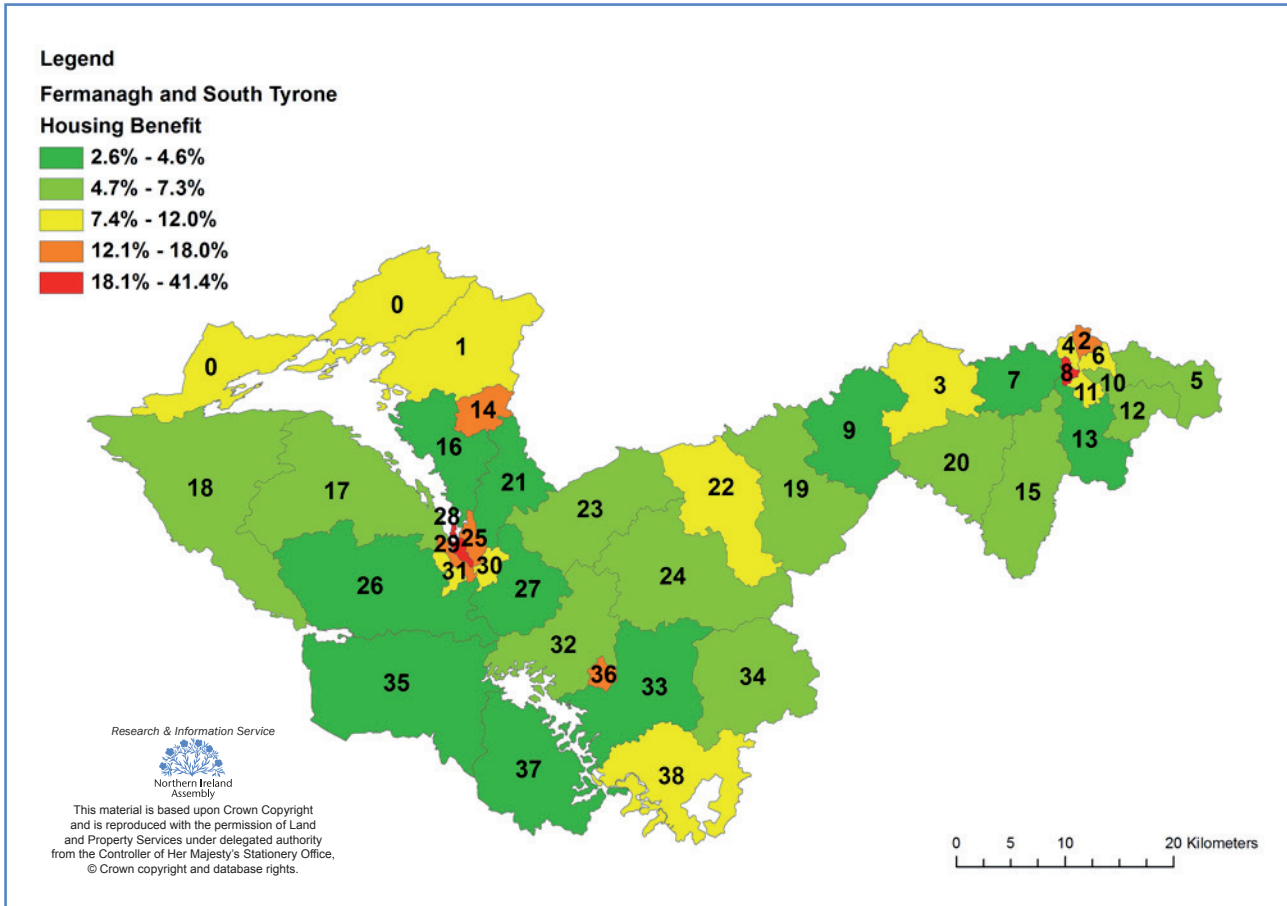 Legend
Fermanagh and South Tyrone
Housing Benefit
2.6% - 4.6%
4.7% - 7.3%
7.4% - 12.0%
12.1% - 18.0%
18.1% - 41.4%
0
0
1
2
4
6
3
7
8
5
10
11
12
14
9
13
16
20
18
17
21
22
19
15
23
28
25
29
31
30
26
27
24
32
36
33
34
35
37
38
Research & Information Service
Northern Ireland
Assembly
This material is based upon Crown Copyright
and is reproduced with the permission of Land
and Property Services under delegated authority
from the Controller of Her Majesty's Stationery Office,
© Crown copyright and database rights.
0 5 10 20 Kilometers